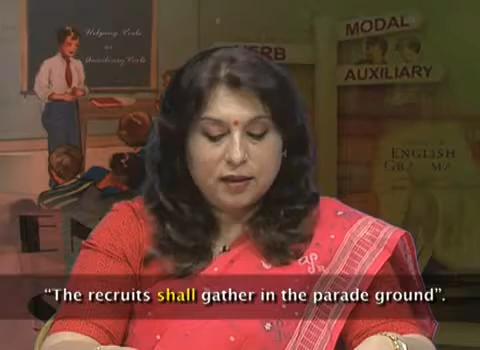 Helping Verbs
or
Auxiliary Verbs
VERB
MODAL
AUXILIARY
ENGLISH
“The recruits shall gather in the parade ground”.